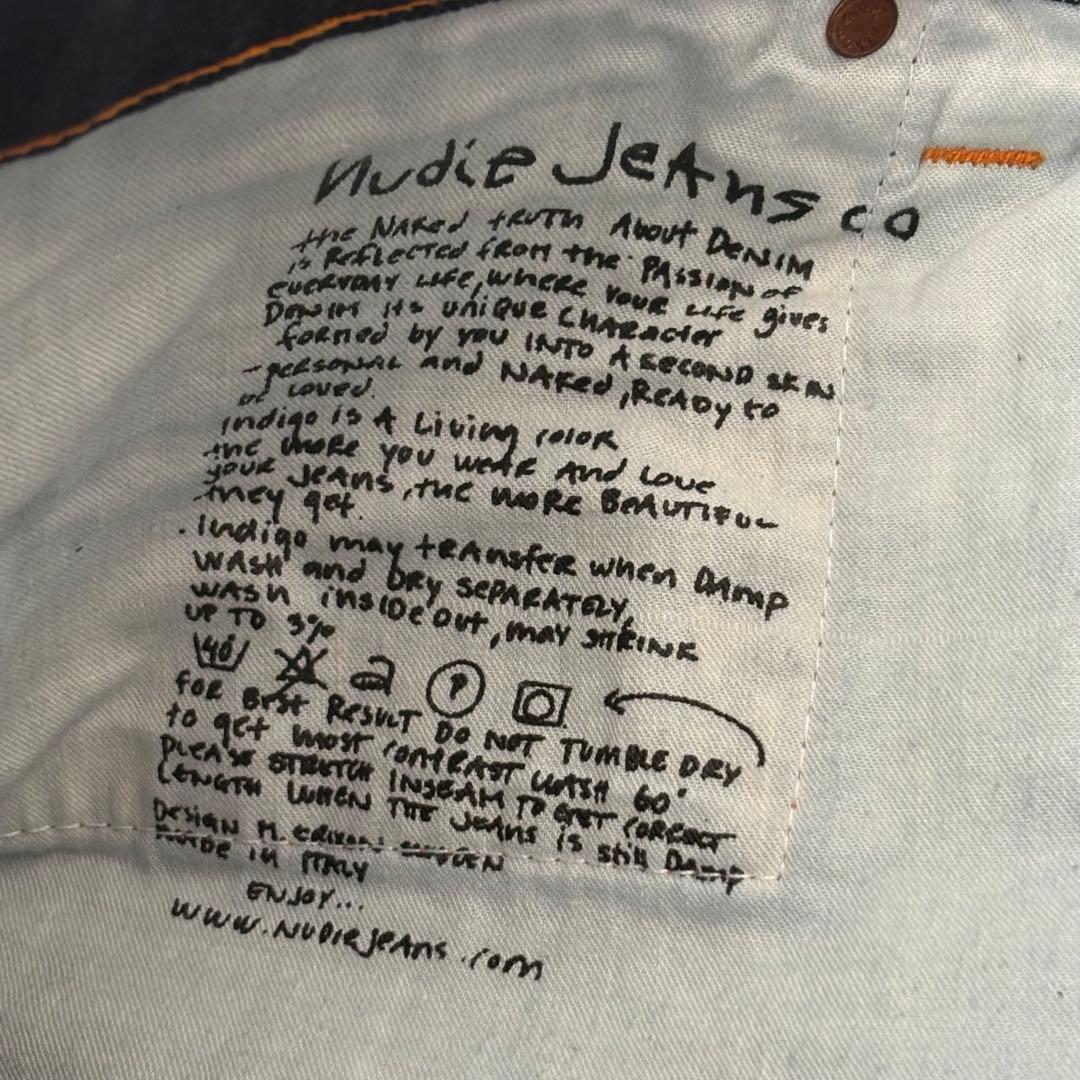 Nudie Jeans co
the NAKed tRUTH About DENIM
is ReflECTED from the PAssion of
EVERYDAY LIFE, WHERE YOUR LIFE gives
DENIM its UNIQUE CHARACter
formed by YOU INTO A SECOND SKIN
-PERSONAL and NAKed, READY to
be LOVED.
Indigo is A Living color
the MORE YOU WEAR AND LOVE
YOUR JEANS, THE MORE BEAUTIFUL
they get.
. Indigo may tRAnsfer when DAmp
WASH and DRY SEPARATELY,
WASH INSIDE OUT, may SHRINK
UP TO 3%
40 P
FOR BEST RESULT DO NOT TUMBLE DRY
to get most contRAST WASH 60°
PLEASE STRETCH INSEAM TO GET CORRECT
LENGTH WHEN THE JEANS is still DAmp
DESIGN M. ERIXON SWEDEN
MADE IN ITALY
ENJOY...
WWW.NUDIEJEANS.COM